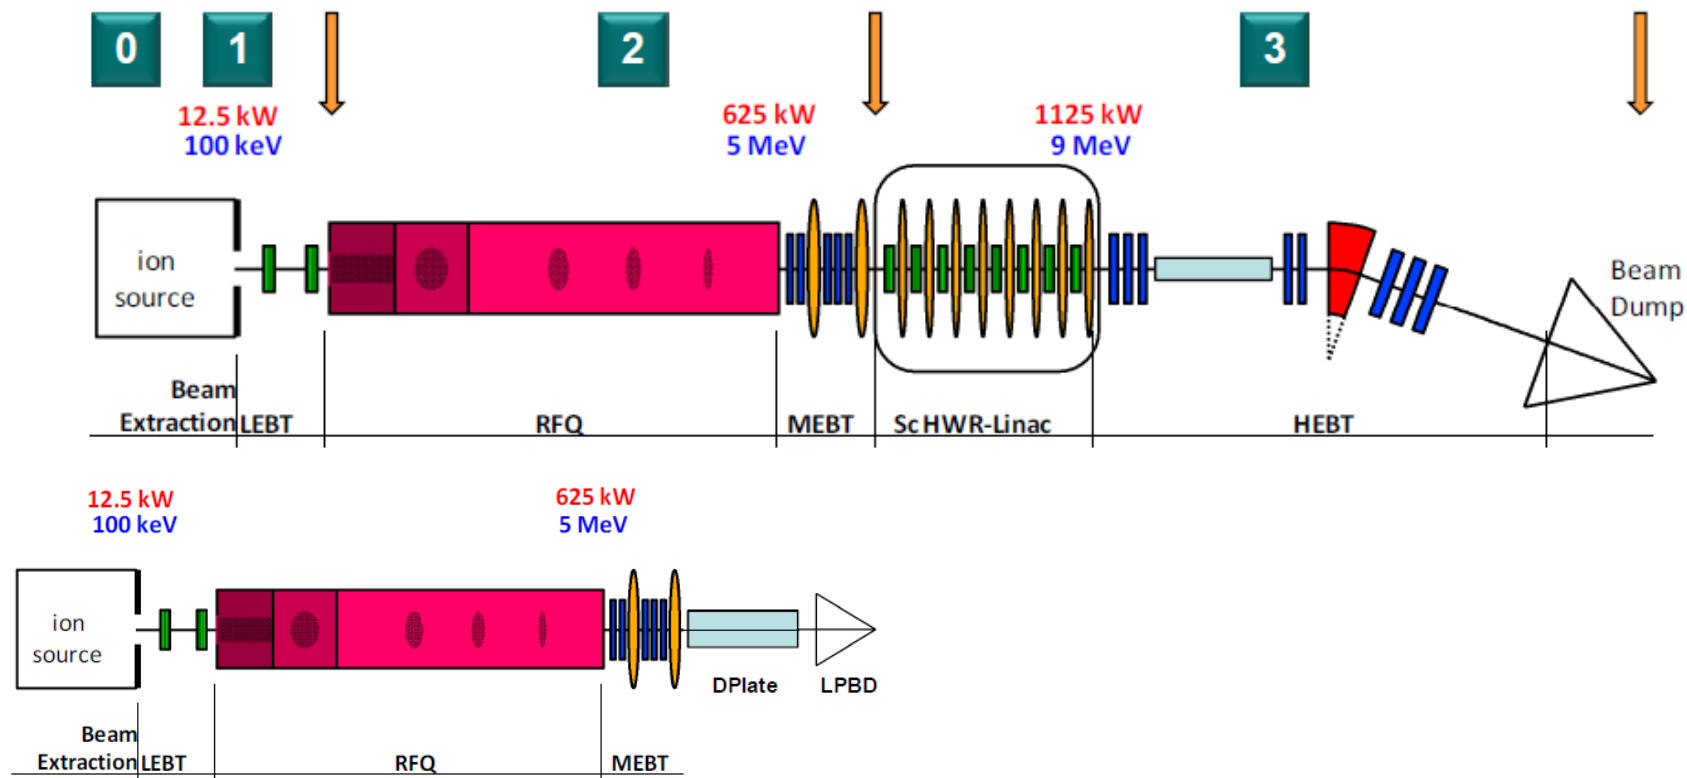 0 1 2 3
12.5 kW 625 kW 1125 kW
100 keV 5 MeV 9 MeV
ion
source
Beam
Dump
Beam
Extraction LEBT RFQ MEBT ScHWR-Linac HEBT
12.5 kW 625 kW
100 keV 5 MeV
ion
source
DPlate LPBD
Beam
Extraction LEBT RFQ MEBT